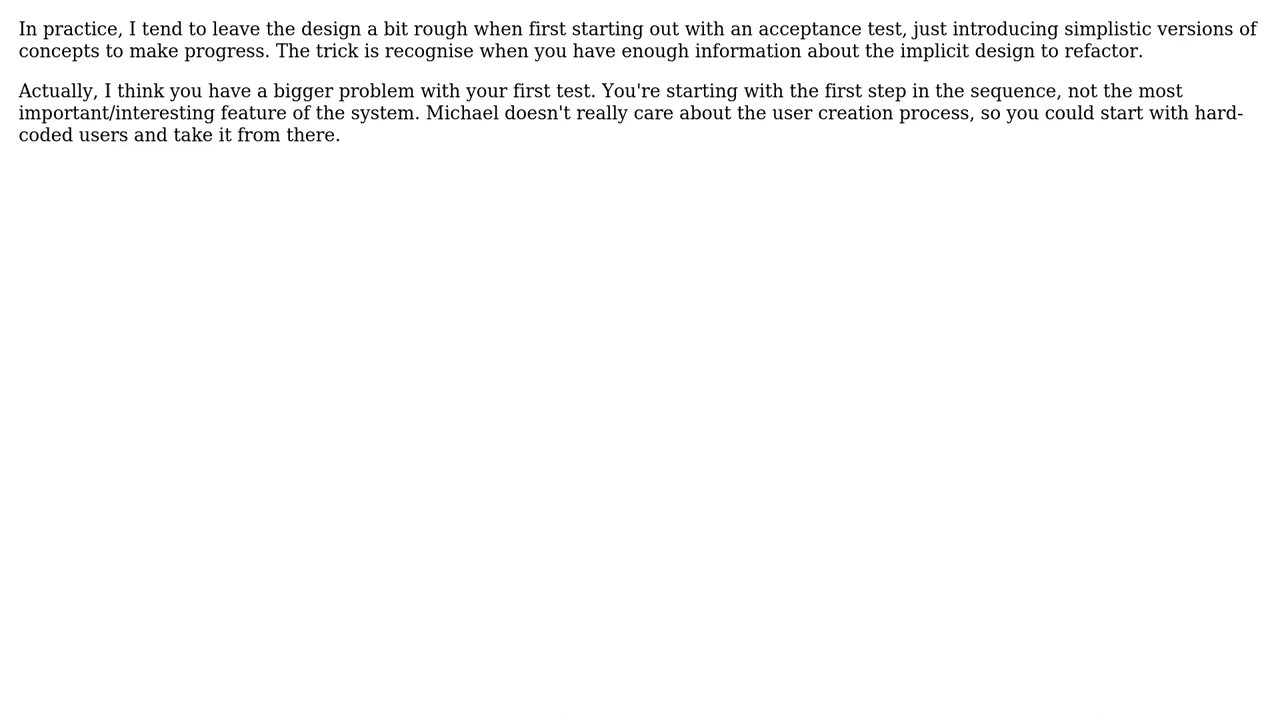 In practice, I tend to leave the design a bit rough when first starting out with an acceptance test, just introducing simplistic versions of
concepts to make progress. The trick is recognise when you have enough information about the implicit design to refactor.
Actually, I think you have a bigger problem with your first test. You're starting with the first step in the sequence, not the most
important/interesting feature of the system. Michael doesn't really care about the user creation process, so you could start with hard-
coded users and take it from there.